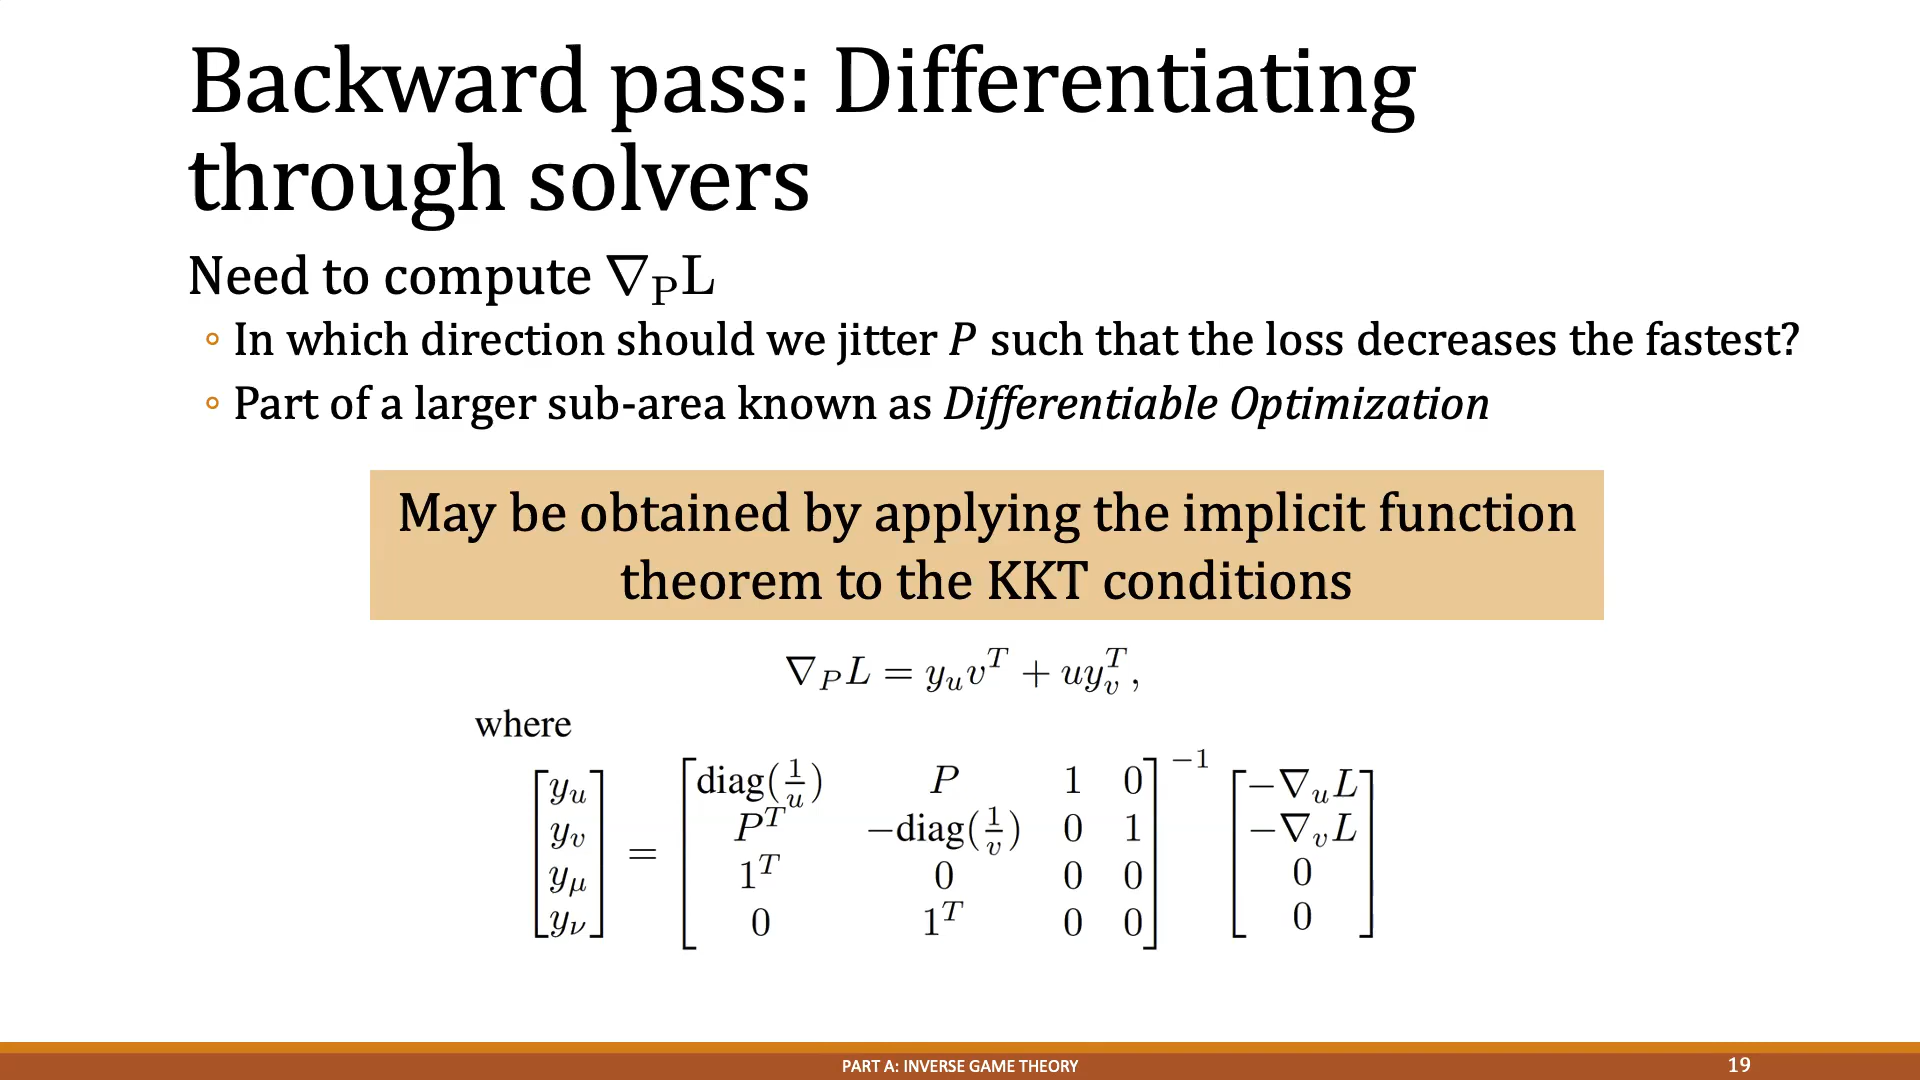 Backward pass: Differentiating
through solvers
Need to compute ∇_P L
◦ In which direction should we jitter P such that the loss decreases the fastest?
◦ Part of a larger sub-area known as Differentiable Optimization
May be obtained by applying the implicit function
theorem to the KKT conditions
∇_P L = y_u v^T + u y_v^T,
where
[y_u; y_v; y_μ; y_ν] = [diag(1/u) P 1 0; P^T −diag(1/v) 0 1; 1^T 0 0 0; 0 1^T 0 0]^{−1} [−∇_u L; −∇_v L; 0; 0]
PART A: INVERSE GAME THEORY
19